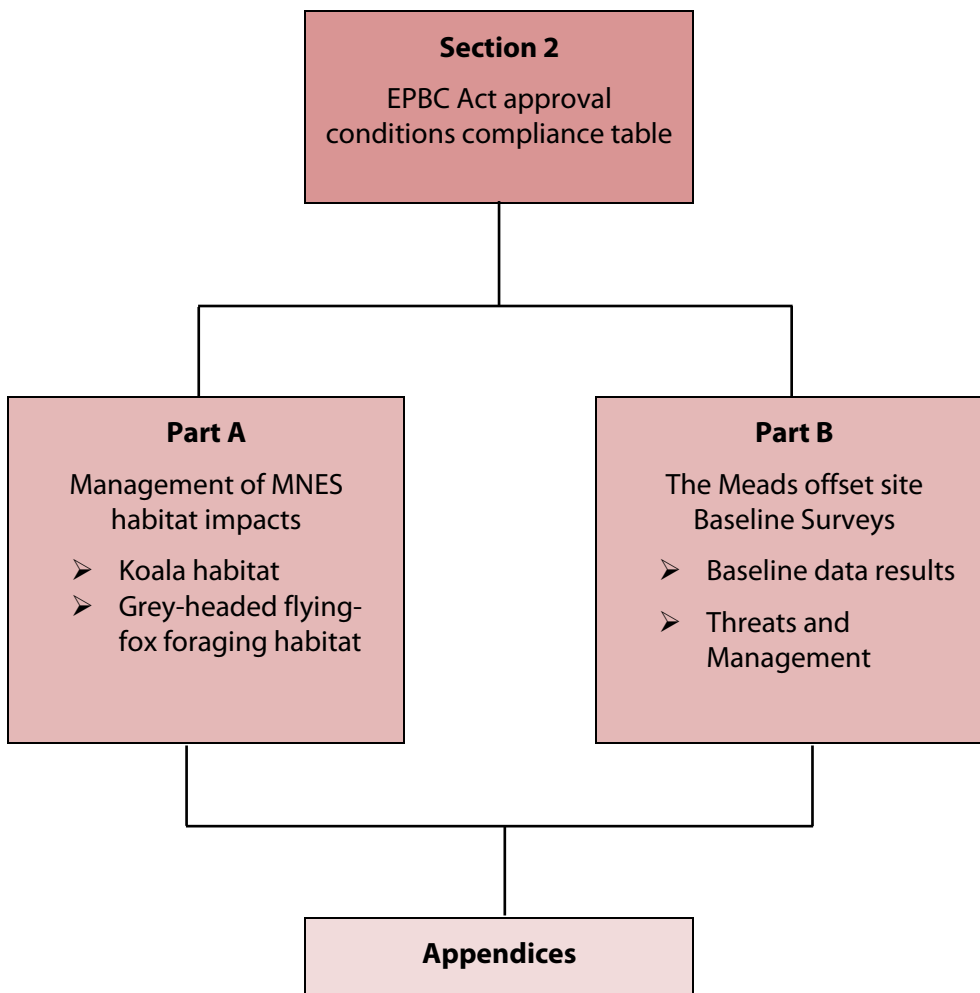 Section 2
EPBC Act approval
conditions compliance table
Part A
Management of MNES
habitat impacts
➢ Koala habitat
➢ Grey-headed flying-
fox foraging habitat
Part B
The Meads offset site
Baseline Surveys
➢ Baseline data results
➢ Threats and
Management
Appendices